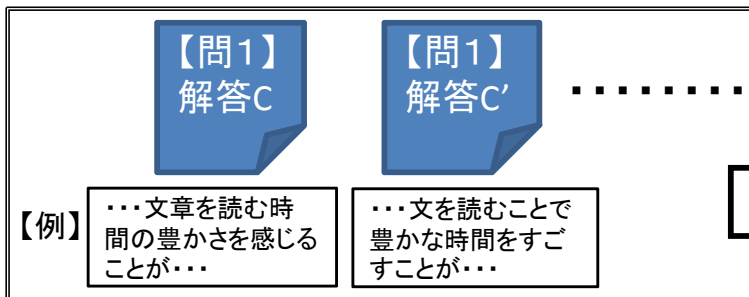 【問１】
解答C
【問１】
解答C’
・・・・・・・・
【例】
・・・文章を読む時
間の豊かさを感じる
ことが・・・
・・・文を読むことで
豊かな時間をすご
すことが・・・